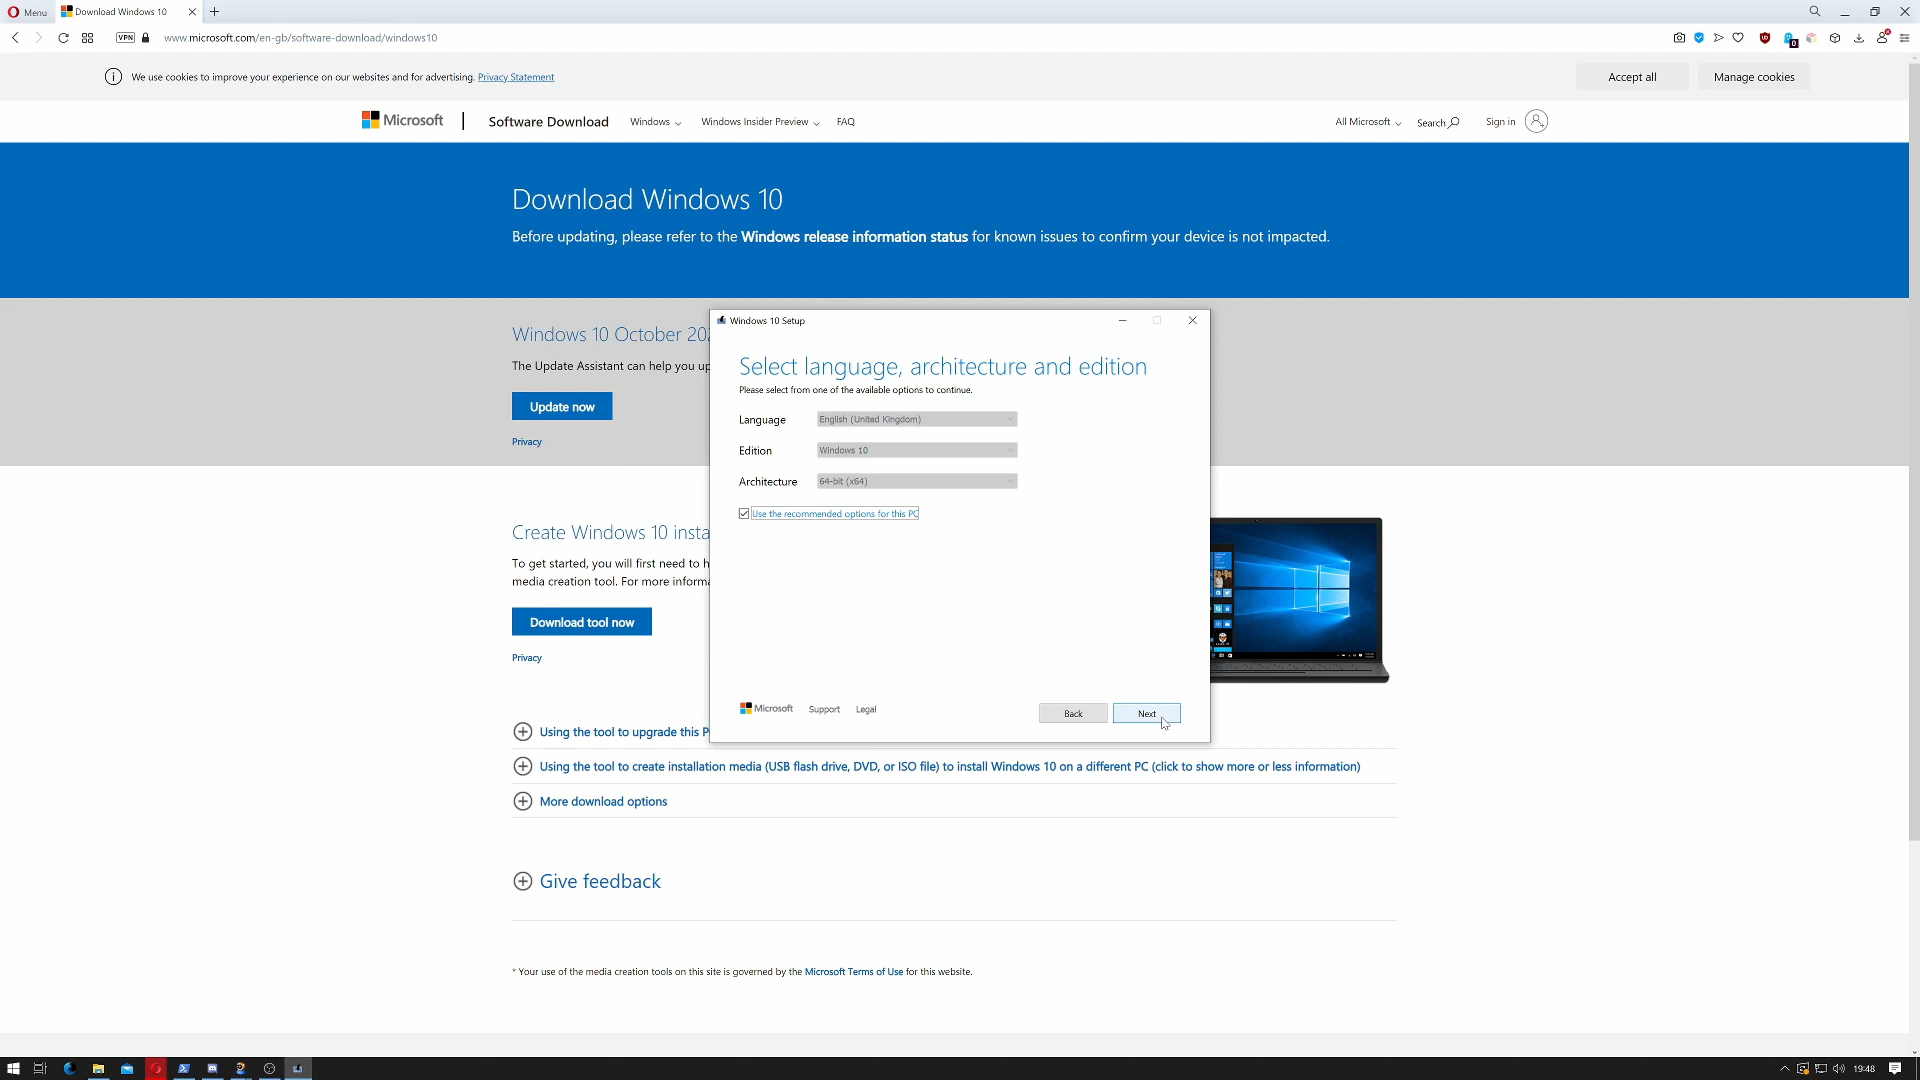 Menu
Download Windows 10
VPN
www.microsoft.com/en-gb/software-download/windows10
0
We use cookies to improve your experience on our websites and for advertising. Privacy Statement
Accept all
Manage cookies
Microsoft
Software Download
Windows
Windows Insider Preview
FAQ
All Microsoft
Search
Sign in
Download Windows 10
Before updating, please refer to the Windows release information status for known issues to confirm your device is not impacted.
Windows 10 October 202
The Update Assistant can help you up
Update now
Privacy
Create Windows 10 insta
To get started, you will first need to h
media creation tool. For more informa
Download tool now
Privacy
Windows 10 Setup
Select language, architecture and edition
Please select from one of the available options to continue.
Language
English (United Kingdom)
Edition
Windows 10
Architecture
64-bit (x64)
Use the recommended options for this PC
Microsoft
Support
Legal
Back
Next
Using the tool to upgrade this P
Using the tool to create installation media (USB flash drive, DVD, or ISO file) to install Windows 10 on a different PC (click to show more or less information)
More download options
Give feedback
* Your use of the media creation tools on this site is governed by the Microsoft Terms of Use for this website.
19:48